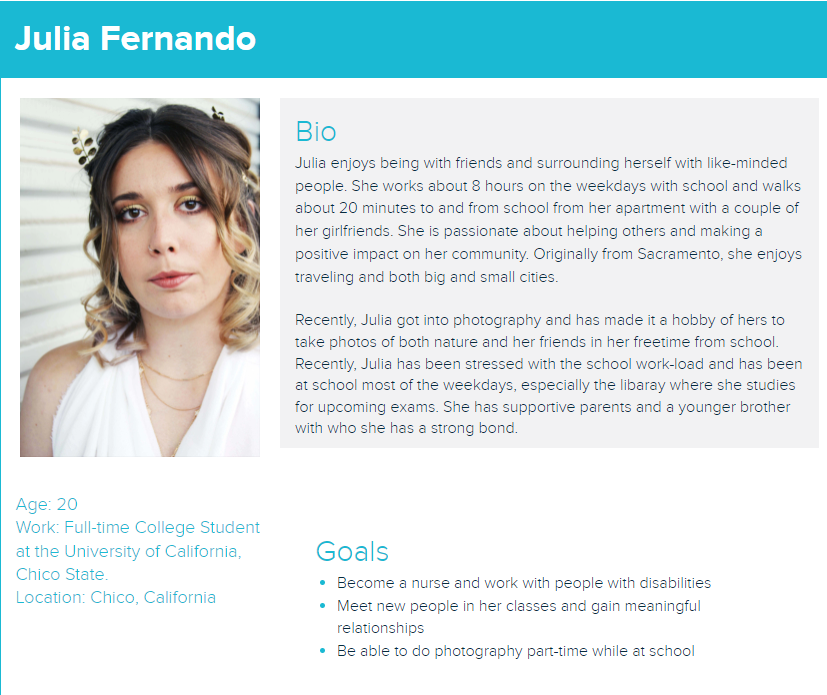 Julia Fernando
Bio
Julia enjoys being with friends and surrounding herself with like-minded
people. She works about 8 hours on the weekdays with school and walks
about 20 minutes to and from school from her apartment with a couple of
her girlfriends. She is passionate about helping others and making a
positive impact on her community. Originally from Sacramento, she enjoys
traveling and both big and small cities.
Recently, Julia got into photography and has made it a hobby of hers to
take photos of both nature and her friends in her freetime from school.
Recently, Julia has been stressed with the school work-load and has been
at school most of the weekdays, especially the libaray where she studies
for upcoming exams. She has supportive parents and a younger brother
with who she has a strong bond.
Age: 20
Work: Full-time College Student
at the University of California,
Chico State.
Location: Chico, California
Goals
• Become a nurse and work with people with disabilities
• Meet new people in her classes and gain meaningful
relationships
• Be able to do photography part-time while at school